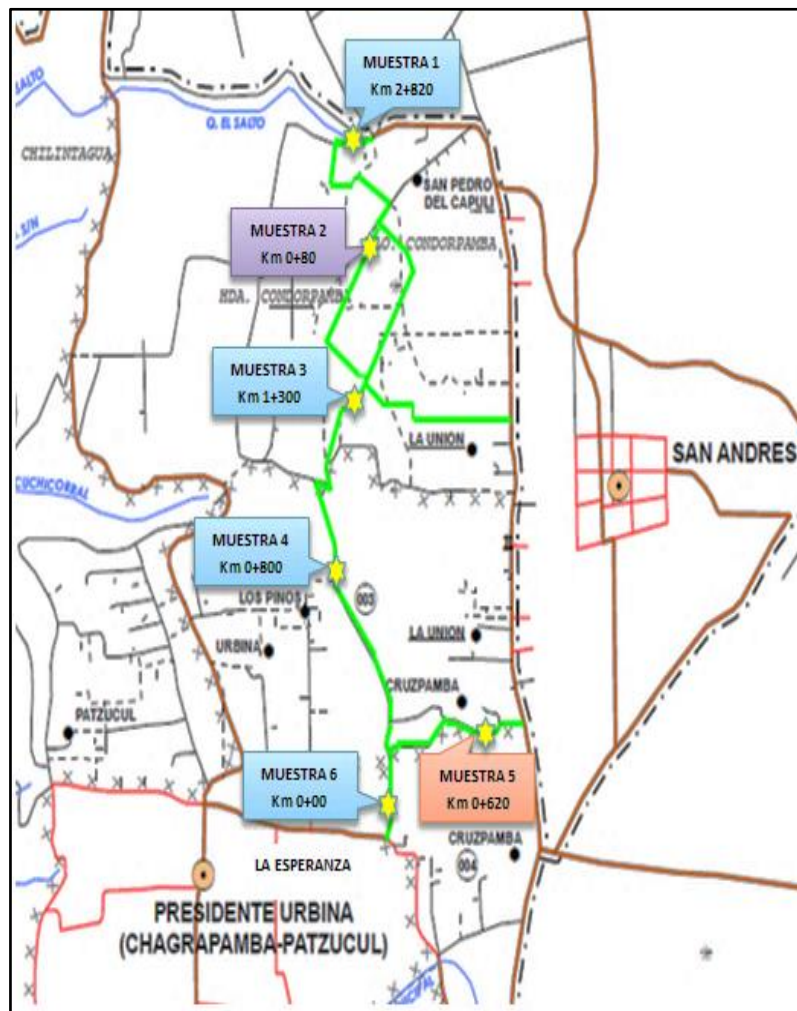 MUESTRA 1
Km 2+820
SALTO
Q. EL SALTO
CHILINTAGUA
SAN PEDRO
DEL CAPULI
S/N
MUESTRA 2
Km 0+80
CONDORPAMBA
HDA. CONDORPAMBA
MUESTRA 3
Km 1+300
LA UNIÓN
SAN ANDRES
CUCHICORRAL
MUESTRA 4
Km 0+800
LOS PINOS
003
URBINA
LA UNIÓN
CRUZPAMBA
PATZUCUL
MUESTRA 6
Km 0+00
MUESTRA 5
Km 0+620
CRUZPAMBA
004
LA ESPERANZA
PRESIDENTE URBINA
(CHAGRAPAMBA-PATZUCUL)